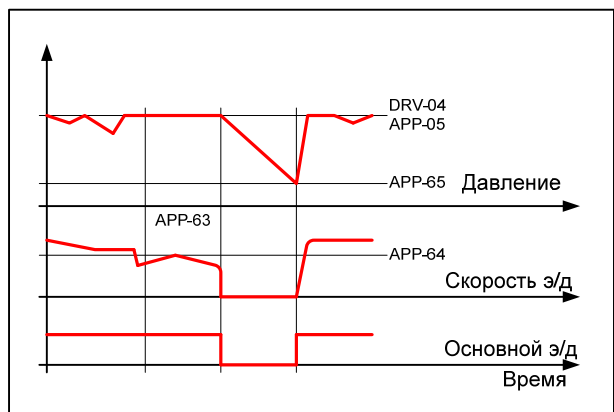 DRV-04
APP-05
APP-65
Давление
APP-63
APP-64
Скорость э/д
Основной э/д
Время